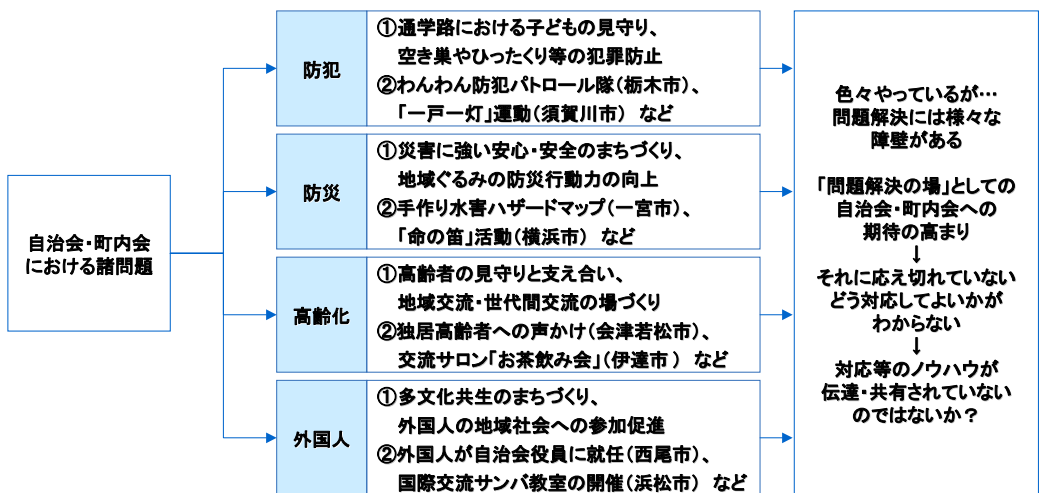 自治会・町内会
における諸問題
防犯
①通学路における子どもの見守り、
空き巣やひったくり等の犯罪防止
②わんわん防犯パトロール隊（栃木市）、
「一戸一灯」運動（須賀川市） など
防災
①災害に強い安心・安全のまちづくり、
地域ぐるみの防災行動力の向上
②手作り水害ハザードマップ（一宮市）、
「命の笛」活動（横浜市） など
高齢化
①高齢者の見守りと支え合い、
地域交流・世代間交流の場づくり
②独居高齢者への声かけ（会津若松市）、
交流サロン「お茶飲み会」（伊達市） など
外国人
①多文化共生のまちづくり、
外国人の地域社会への参加促進
②外国人が自治会役員に就任（西尾市）、
国際交流サンバ教室の開催（浜松市） など
色々やっているが…
問題解決には様々な
障壁がある
「問題解決の場」としての
自治会・町内会への
期待の高まり
↓
それに応え切れていない
どう対応してよいかが
わからない
↓
対応等のノウハウが
伝達・共有されていない
のではないか？